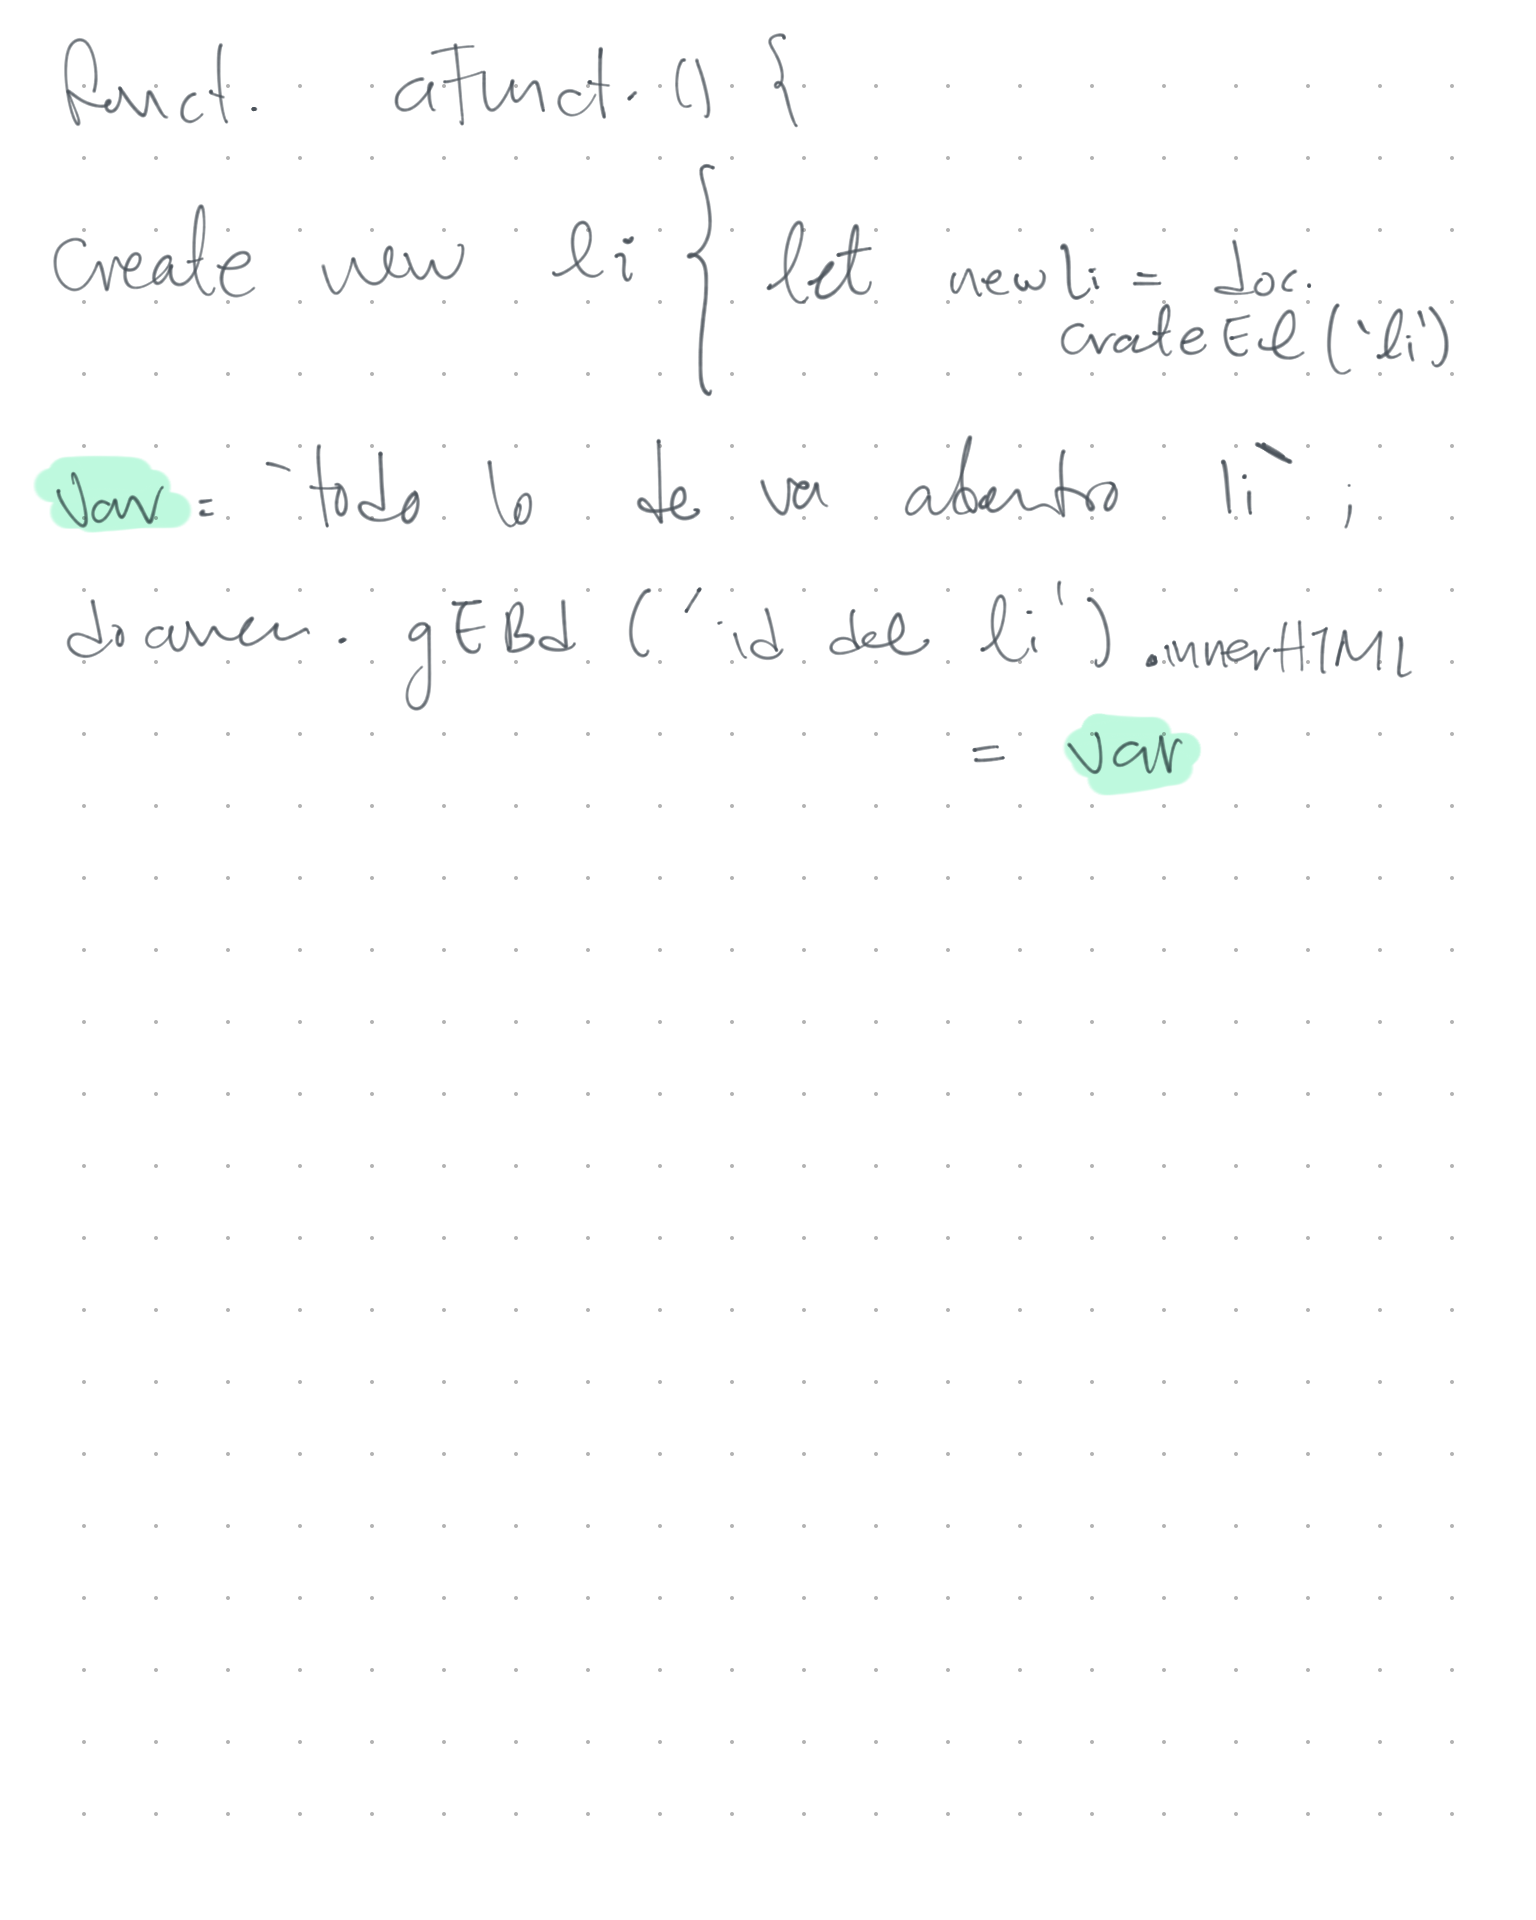 funct. aFunct. () {
create new li { let newli = doc.
crateEl ('li')
Var = `todo lo de va adentro li` ;
documen. gEBd ('id del li') .innerHTML
= Var